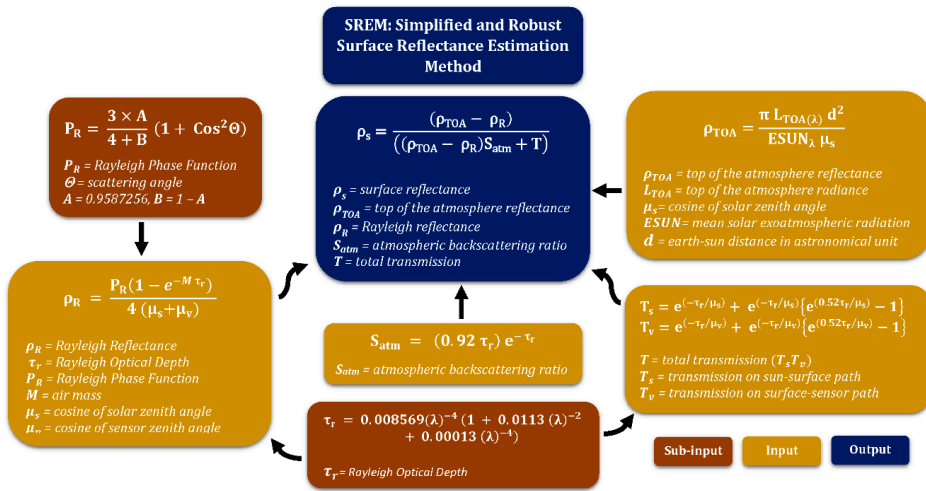 SREM: Simplified and Robust
Surface Reflectance Estimation
Method
P_R = (3 × A)/(4 + B) (1 + Cos²Θ)
P_R = Rayleigh Phase Function
Θ = scattering angle
A = 0.9587256, B = 1 – A
ρ_s = (ρ_TOA − ρ_R)/((ρ_TOA − ρ_R)S_atm + T)
ρ_s = surface reflectance
ρ_TOA = top of the atmosphere reflectance
ρ_R = Rayleigh reflectance
S_atm = atmospheric backscattering ratio
T = total transmission
ρ_TOA = (π L_TOA(λ) d²)/(ESUN_λ μ_s)
ρ_TOA = top of the atmosphere reflectance
L_TOA = top of the atmosphere radiance
μ_s = cosine of solar zenith angle
ESUN = mean solar exoatmospheric radiation
d = earth-sun distance in astronomical unit
ρ_R = P_R(1 − e^(−M τ_r))/(4 (μ_s+μ_v))
ρ_R = Rayleigh Reflectance
τ_r = Rayleigh Optical Depth
P_R = Rayleigh Phase Function
M = air mass
μ_s = cosine of solar zenith angle
μ_v = cosine of sensor zenith angle
S_atm = (0.92 τ_r) e^(−τ_r)
S_atm = atmospheric backscattering ratio
T_s = e^(−τ_r/μ_s) + e^(−τ_r/μ_s){e^(0.52τ_r/μ_s) − 1}
T_v = e^(−τ_r/μ_v) + e^(−τ_r/μ_v){e^(0.52τ_r/μ_v) − 1}
T = total transmission (T_s T_v)
T_s = transmission on sun-surface path
T_v = transmission on surface-sensor path
τ_r = 0.008569(λ)⁻⁴ (1 + 0.0113 (λ)⁻²
+ 0.00013 (λ)⁻⁴)
τ_r = Rayleigh Optical Depth
Sub-input
Input
Output